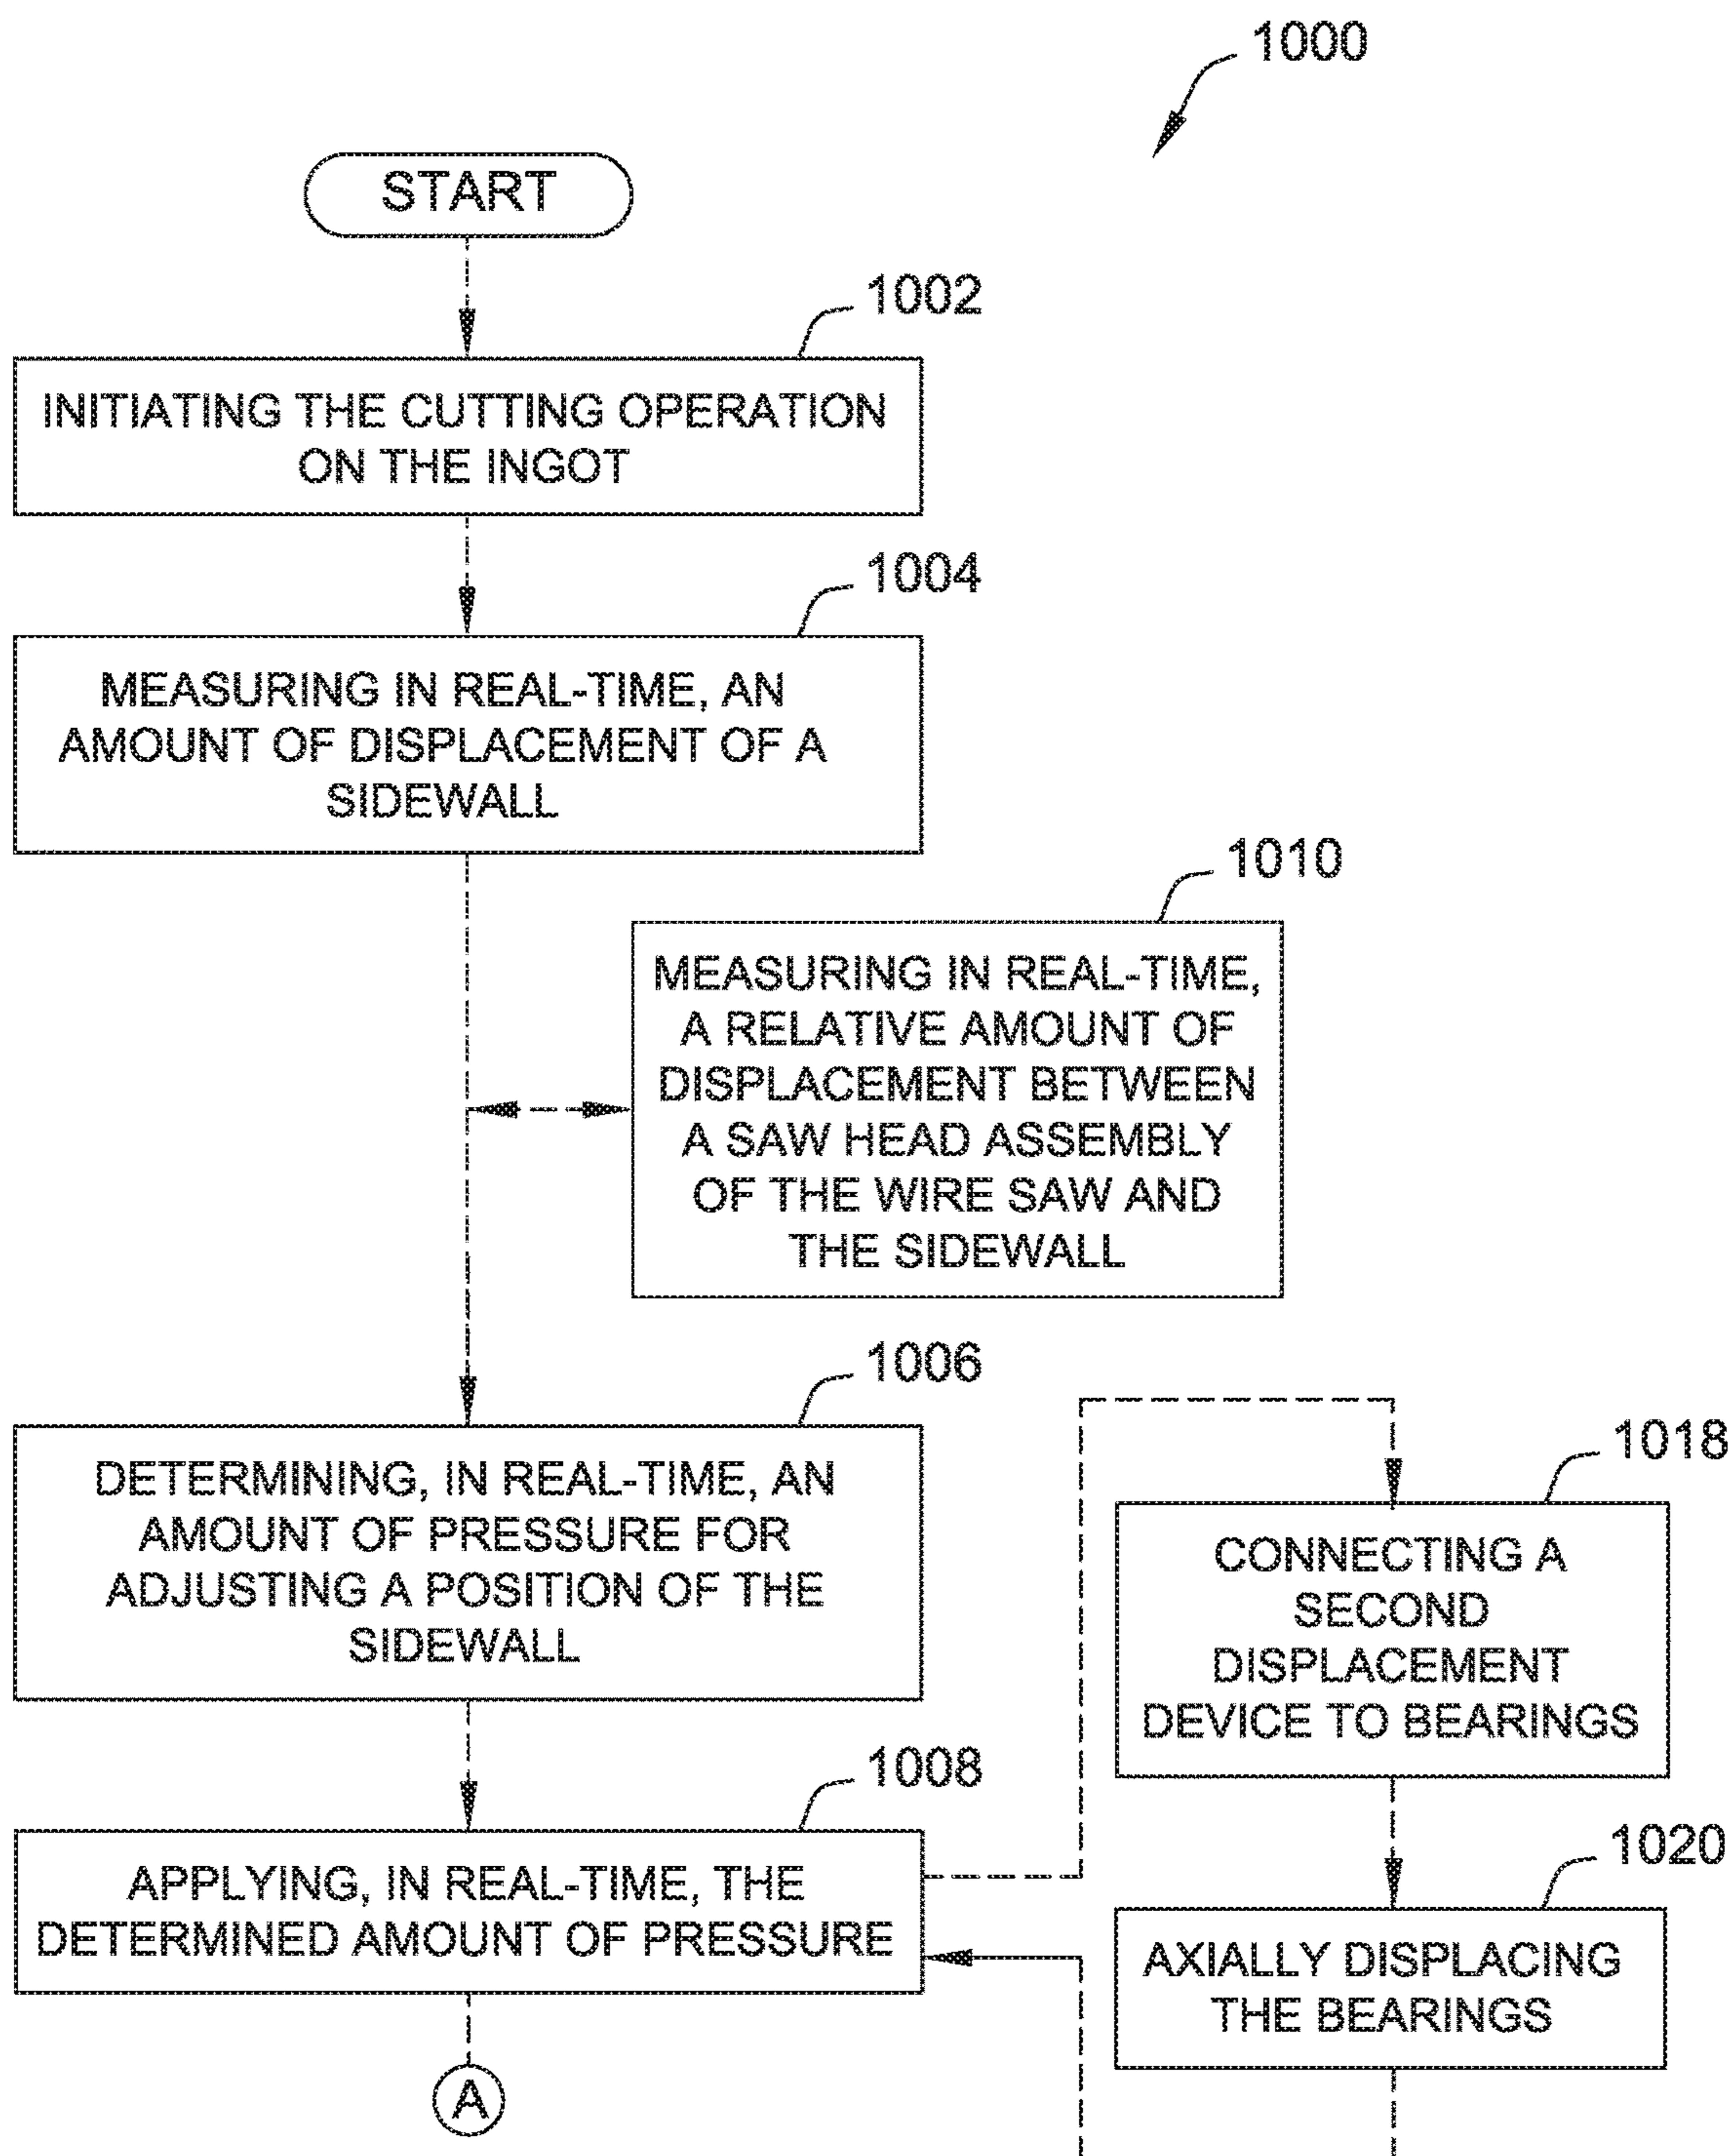 1000
START
1002
INITIATING THE CUTTING OPERATION
ON THE INGOT
1004
MEASURING IN REAL-TIME, AN
AMOUNT OF DISPLACEMENT OF A
SIDEWALL
1010
MEASURING IN REAL-TIME,
A RELATIVE AMOUNT OF
DISPLACEMENT BETWEEN
A SAW HEAD ASSEMBLY
OF THE WIRE SAW AND
THE SIDEWALL
1006
DETERMINING, IN REAL-TIME, AN
AMOUNT OF PRESSURE FOR
ADJUSTING A POSITION OF THE
SIDEWALL
1018
CONNECTING A
SECOND
DISPLACEMENT
DEVICE TO BEARINGS
1008
APPLYING, IN REAL-TIME, THE
DETERMINED AMOUNT OF PRESSURE
1020
AXIALLY DISPLACING
THE BEARINGS
A